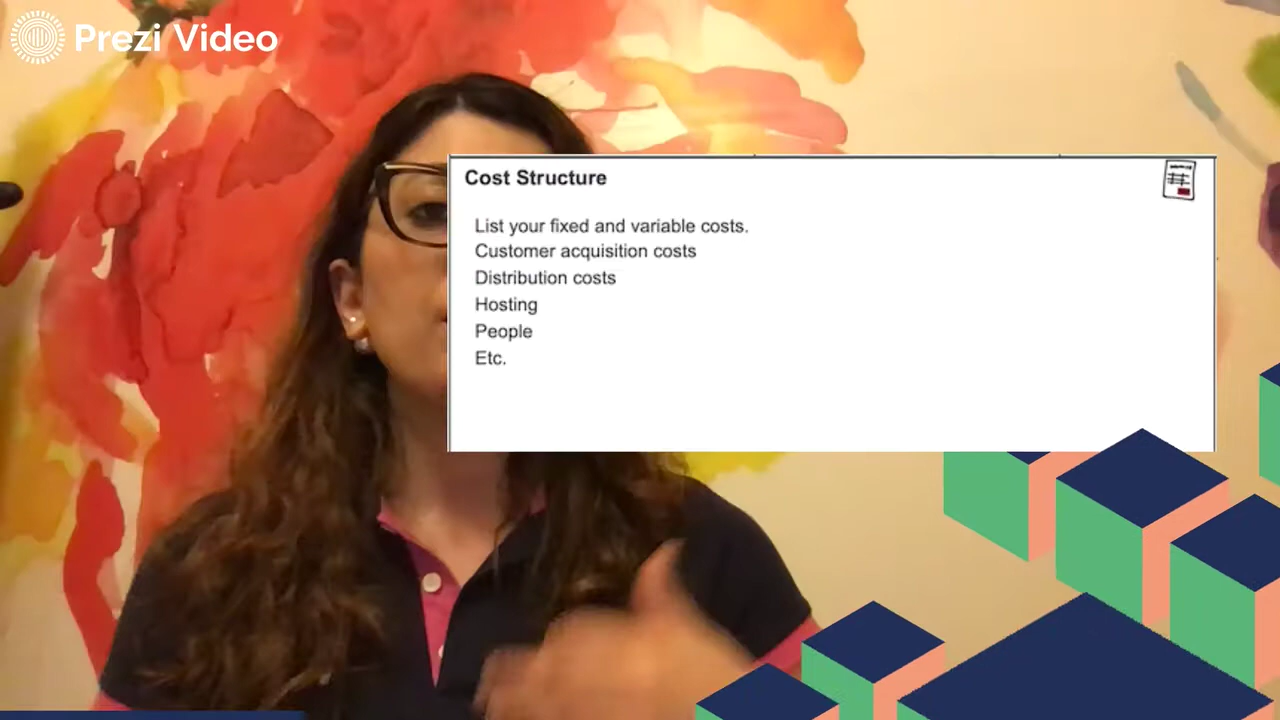 Prezi Video
Cost Structure
List your fixed and variable costs.
Customer acquisition costs
Distribution costs
Hosting
People
Etc.